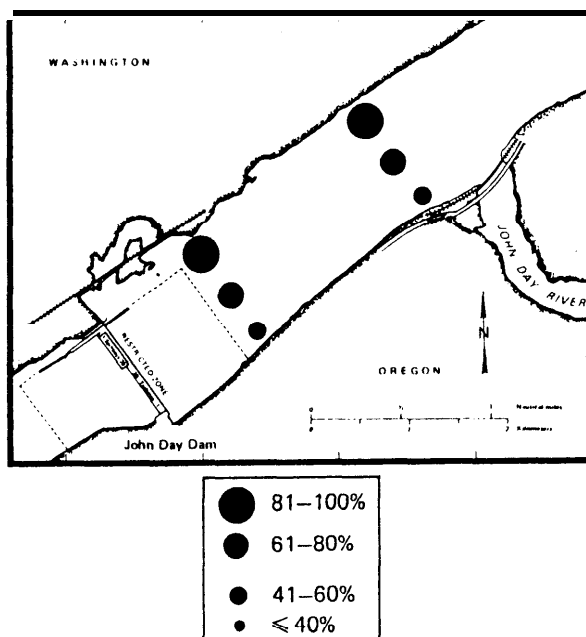 WASHINGTON
JOHN DAY RIVER
N
RESTRICTED ZONE
OREGON
John Day Dam
81–100%
61–80%
41–60%
⩽ 40%